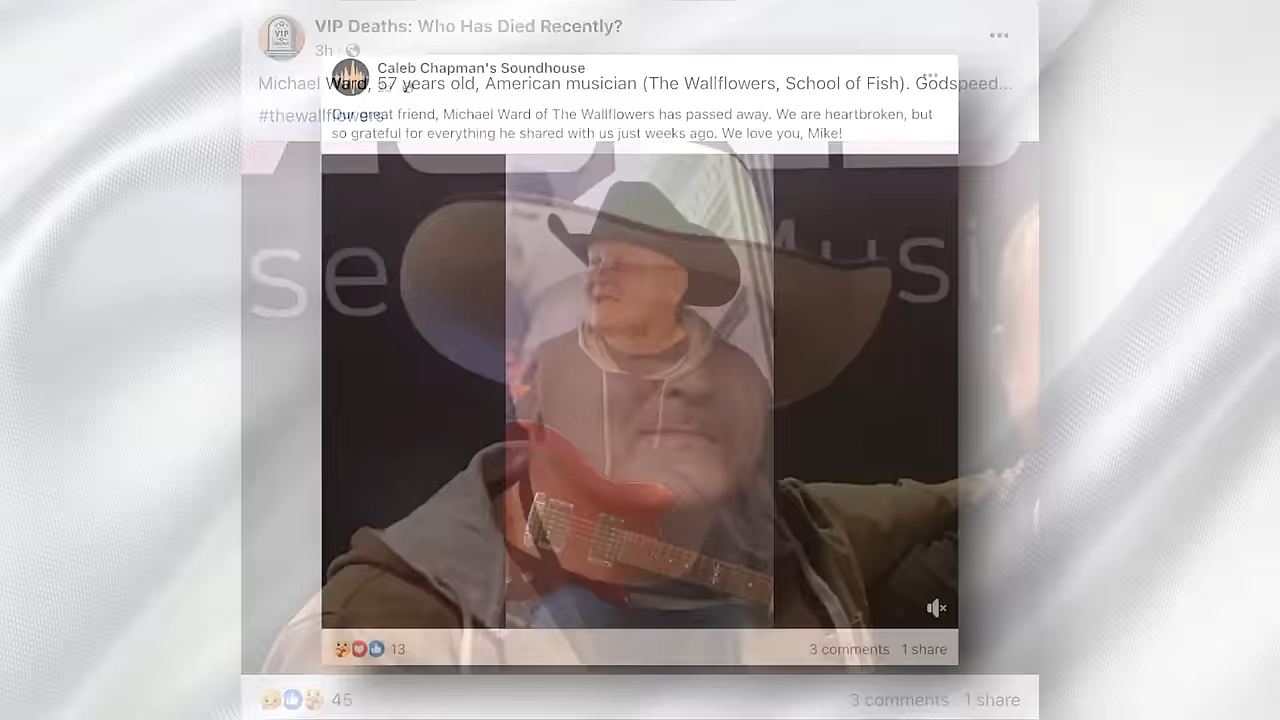 VIP Deaths: Who Has Died Recently?
3h
VIP
Caleb Chapman's Soundhouse
Michael Ward, 57 years old, American musician (The Wallflowers, School of Fish). Godspeed...
#thewallflowers
Our great friend, Michael Ward of The Wallflowers has passed away. We are heartbroken, but
so grateful for everything he shared with us just weeks ago. We love you, Mike!
se
Musi
13
3 comments 1 share
45
3 comments 1 share